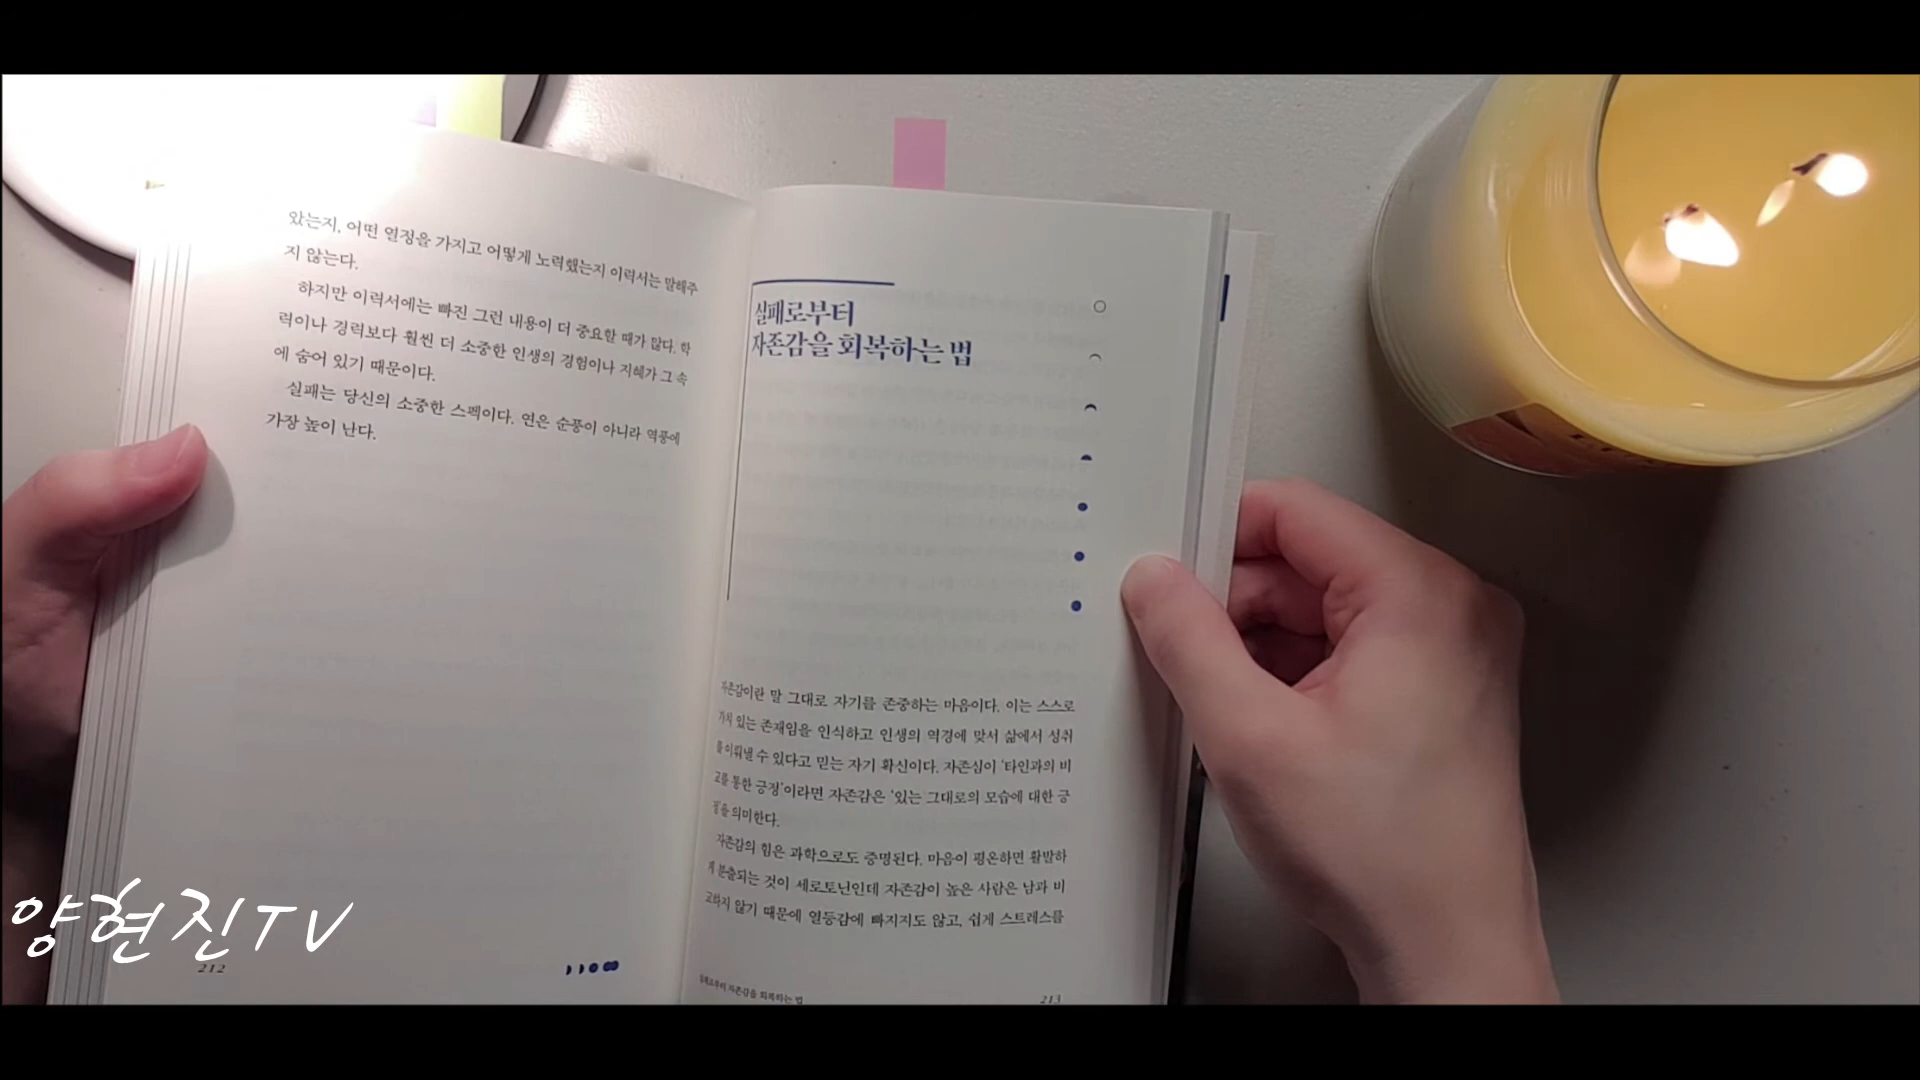 았는지, 어떤 열정을 가지고 어떻게 노력했는지 이력서는 말해주
지 않는다.
하지만 이력서에는 빠진 그런 내용이 더 중요할 때가 많다. 학
력이나 경력보다 훨씬 더 소중한 인생의 경험이나 지혜가 그 속
에 숨어 있기 때문이다.
실패는 당신의 소중한 스펙이다. 연은 순풍이 아니라 역풍에
가장 높이 난다.
212
실패로부터
자존감을 회복하는 법
자존감이란 말 그대로 자기를 존중하는 마음이다. 이는 스스로
가치 있는 존재임을 인식하고 인생의 역경에 맞서 삶에서 성취
를 이뤄낼 수 있다고 믿는 자기 확신이다. 자존심이 '타인과의 비
교를 통한 긍정'이라면 자존감은 '있는 그대로의 모습에 대한 긍
정'을 의미한다.
자존감의 힘은 과학으로도 증명된다. 마음이 평온하면 활발하
게 분출되는 것이 세로토닌인데 자존감이 높은 사람은 남과 비
교하지 않기 때문에 열등감에 빠지지도 않고, 쉽게 스트레스를
실패로부터 자존감을 회복하는 법
213
양현진TV